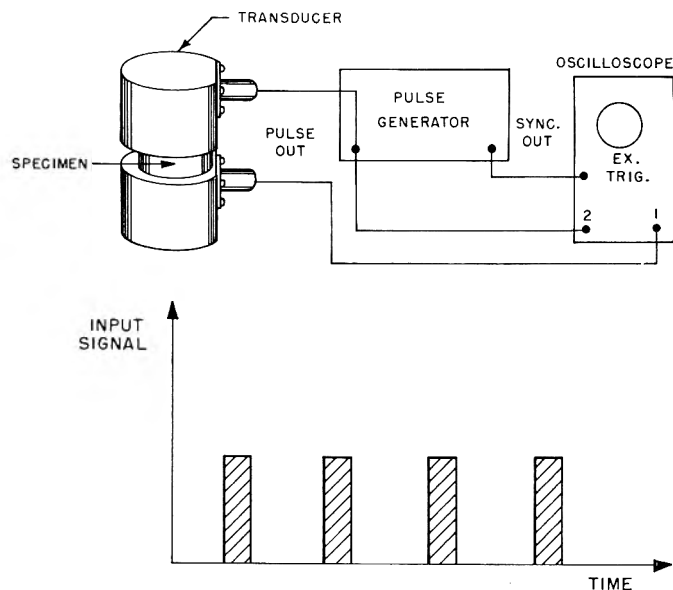 TRANSDUCER
OSCILLOSCOPE
PULSE
GENERATOR
PULSE
OUT
SYNC.
OUT
EX.
TRIG.
SPECIMEN
2
1
INPUT
SIGNAL
TIME